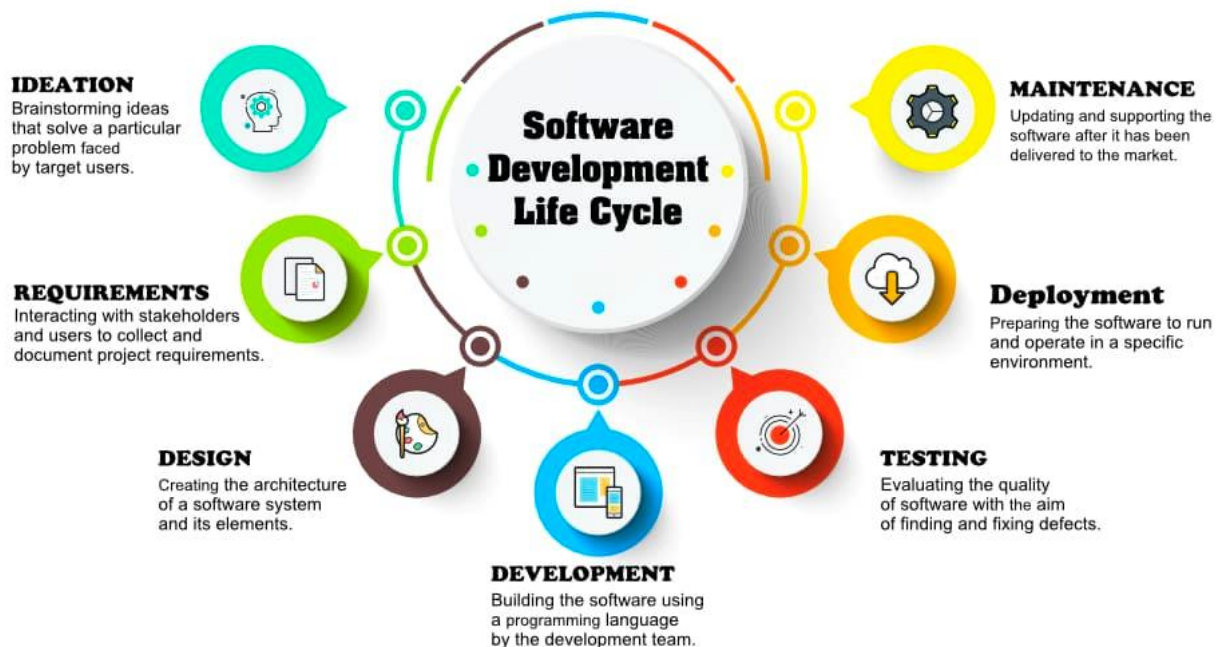 Software
Development
Life Cycle
IDEATION
Brainstorming ideas
that solve a particular
problem faced
by target users.
REQUIREMENTS
Interacting with stakeholders
and users to collect and
document project requirements.
DESIGN
Creating the architecture
of a software system
and its elements.
DEVELOPMENT
Building the software using
a programming language
by the development team.
TESTING
Evaluating the quality
of software with the aim
of finding and fixing defects.
Deployment
Preparing the software to run
and operate in a specific
environment.
MAINTENANCE
Updating and supporting the
software after it has been
delivered to the market.